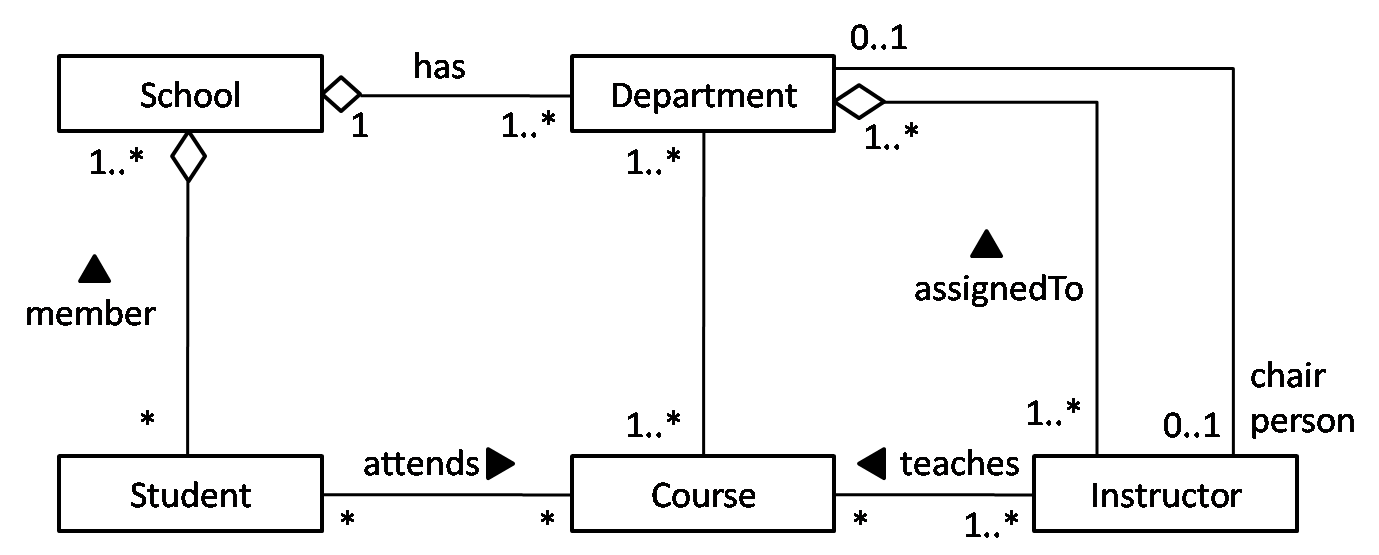 0..1
has
School
Department
1
1..*
1..*
1..*
1..*
assignedTo
member
chair
person
*
1..*
1..*
0..1
attends
teaches
Student
Course
Instructor
*
*
*
1..*